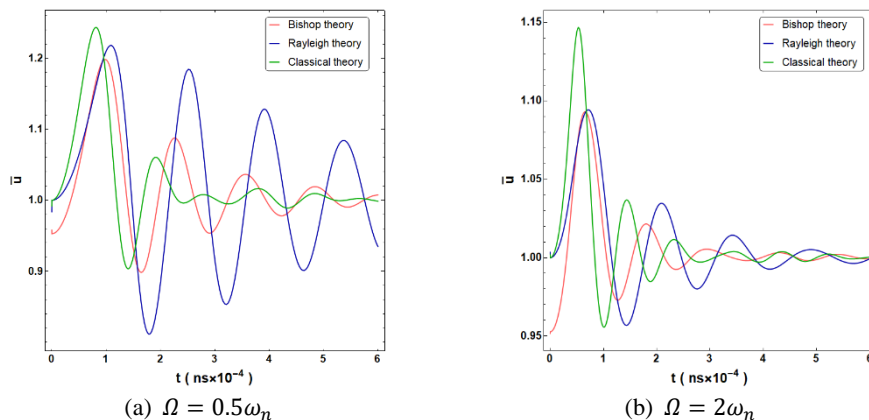 Bishop theory
Rayleigh theory
Classical theory
1.2
1.1
1.0
0.9
u̅
0 1 2 3 4 5 6
t ( ns×10⁻⁴ )
(a) Ω = 0.5ωₙ
Bishop theory
Rayleigh theory
Classical theory
1.15
1.10
1.05
1.00
0.95
u̅
0 1 2 3 4 5 6
t ( ns×10⁻⁴ )
(b) Ω = 2ωₙ